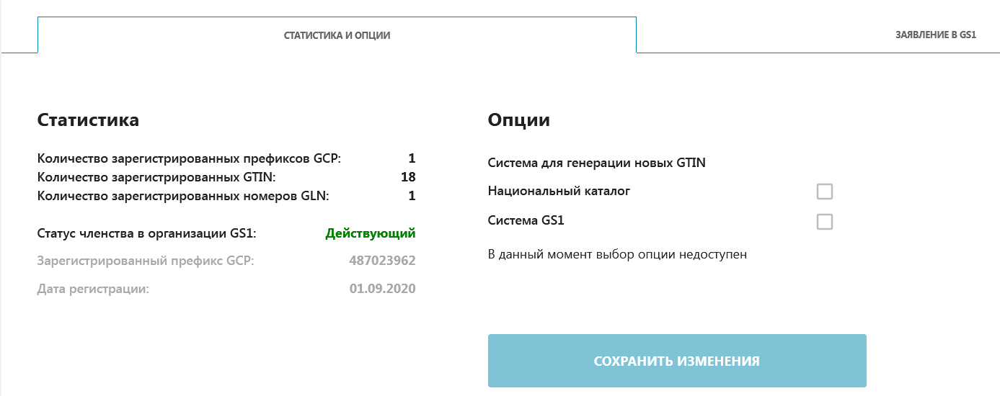 СТАТИСТИКА И ОПЦИИ
ЗАЯВЛЕНИЕ В GS1
Статистика
Количество зарегистрированных префиксов GCP: 1
Количество зарегистрированных GTIN: 18
Количество зарегистрированных номеров GLN: 1
Статус членства в организации GS1: Действующий
Зарегистрированный префикс GCP: 487023962
Дата регистрации: 01.09.2020
Опции
Система для генерации новых GTIN
Национальный каталог
Система GS1
В данный момент выбор опции недоступен
СОХРАНИТЬ ИЗМЕНЕНИЯ